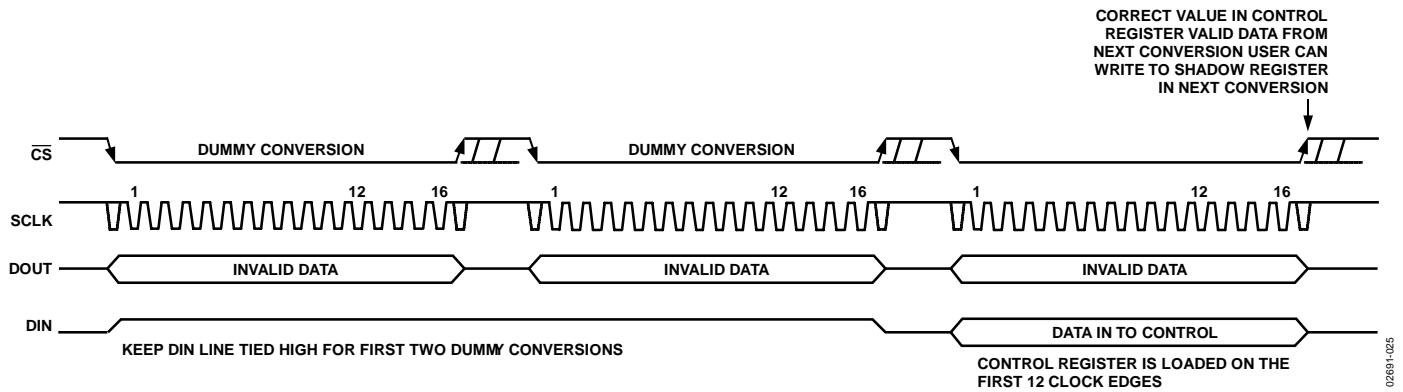 CORRECT VALUE IN CONTROL
REGISTER VALID DATA FROM
NEXT CONVERSION USER CAN
WRITE TO SHADOW REGISTER
IN NEXT CONVERSION
CS
DUMMY CONVERSION
DUMMY CONVERSION
1 12 16 1 12 16 1 12 16
SCLK
DOUT
INVALID DATA
INVALID DATA
INVALID DATA
DIN
DATA IN TO CONTROL
KEEP DIN LINE TIED HIGH FOR FIRST TWO DUMMY CONVERSIONS
CONTROL REGISTER IS LOADED ON THE
FIRST 12 CLOCK EDGES
02691-025